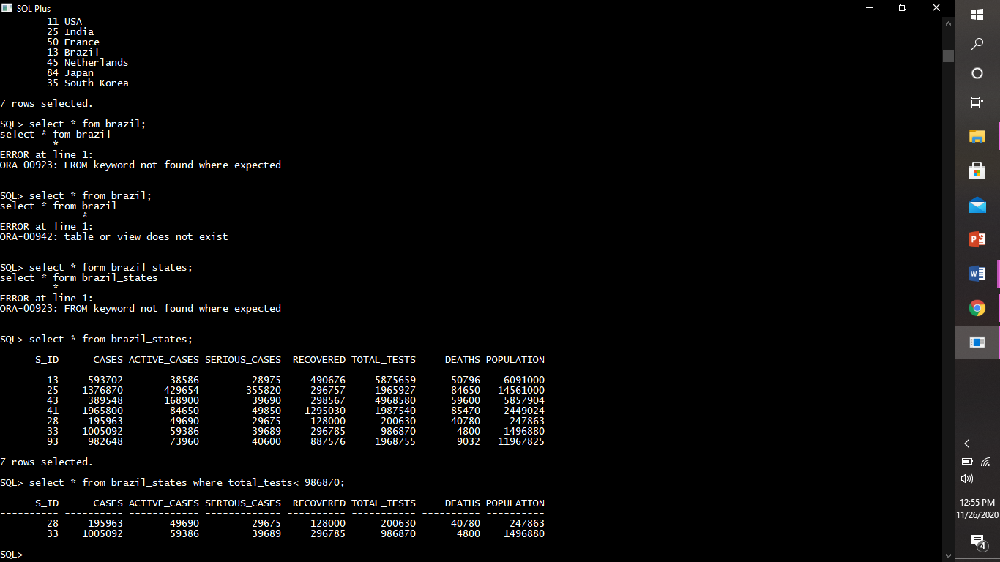 SQL Plus
11 USA
25 India
50 France
13 Brazil
45 Netherlands
84 Japan
35 South Korea
7 rows selected.
SQL> select * fom brazil;
select * fom brazil
*
ERROR at line 1:
ORA-00923: FROM keyword not found where expected
SQL> select * from brazil;
select * from brazil
*
ERROR at line 1:
ORA-00942: table or view does not exist
SQL> select * form brazil_states;
select * form brazil_states
*
ERROR at line 1:
ORA-00923: FROM keyword not found where expected
SQL> select * from brazil_states;
S_ID CASES ACTIVE_CASES SERIOUS_CASES RECOVERED TOTAL_TESTS DEATHS POPULATION
---------- ---------- ------------ ------------- ---------- ----------- ---------- ----------
13 593702 38586 28975 490676 5875659 50796 6091000
25 1376870 429654 355820 296757 1965927 84650 14561000
43 389548 168900 39690 298567 4968580 59600 5857904
41 1965800 84650 49850 1295030 1987540 85470 2449024
28 195963 49690 29675 128000 200630 40780 247863
33 1005092 59386 39689 296785 986870 4800 1496880
93 982648 73960 40600 887576 1968755 9032 11967825
7 rows selected.
SQL> select * from brazil_states where total_tests<=986870;
S_ID CASES ACTIVE_CASES SERIOUS_CASES RECOVERED TOTAL_TESTS DEATHS POPULATION
---------- ---------- ------------ ------------- ---------- ----------- ---------- ----------
28 195963 49690 29675 128000 200630 40780 247863
33 1005092 59386 39689 296785 986870 4800 1496880
SQL>
P
W
12:55 PM
11/26/2020
4